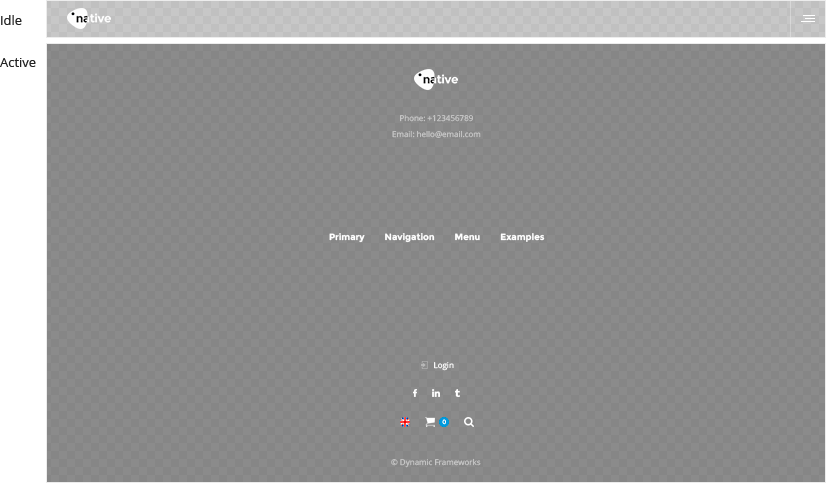 Idle
native
Active
native
Phone: +123456789
Email: hello@email.com
Primary Navigation Menu Examples
Login
f in t
0
© Dynamic Frameworks